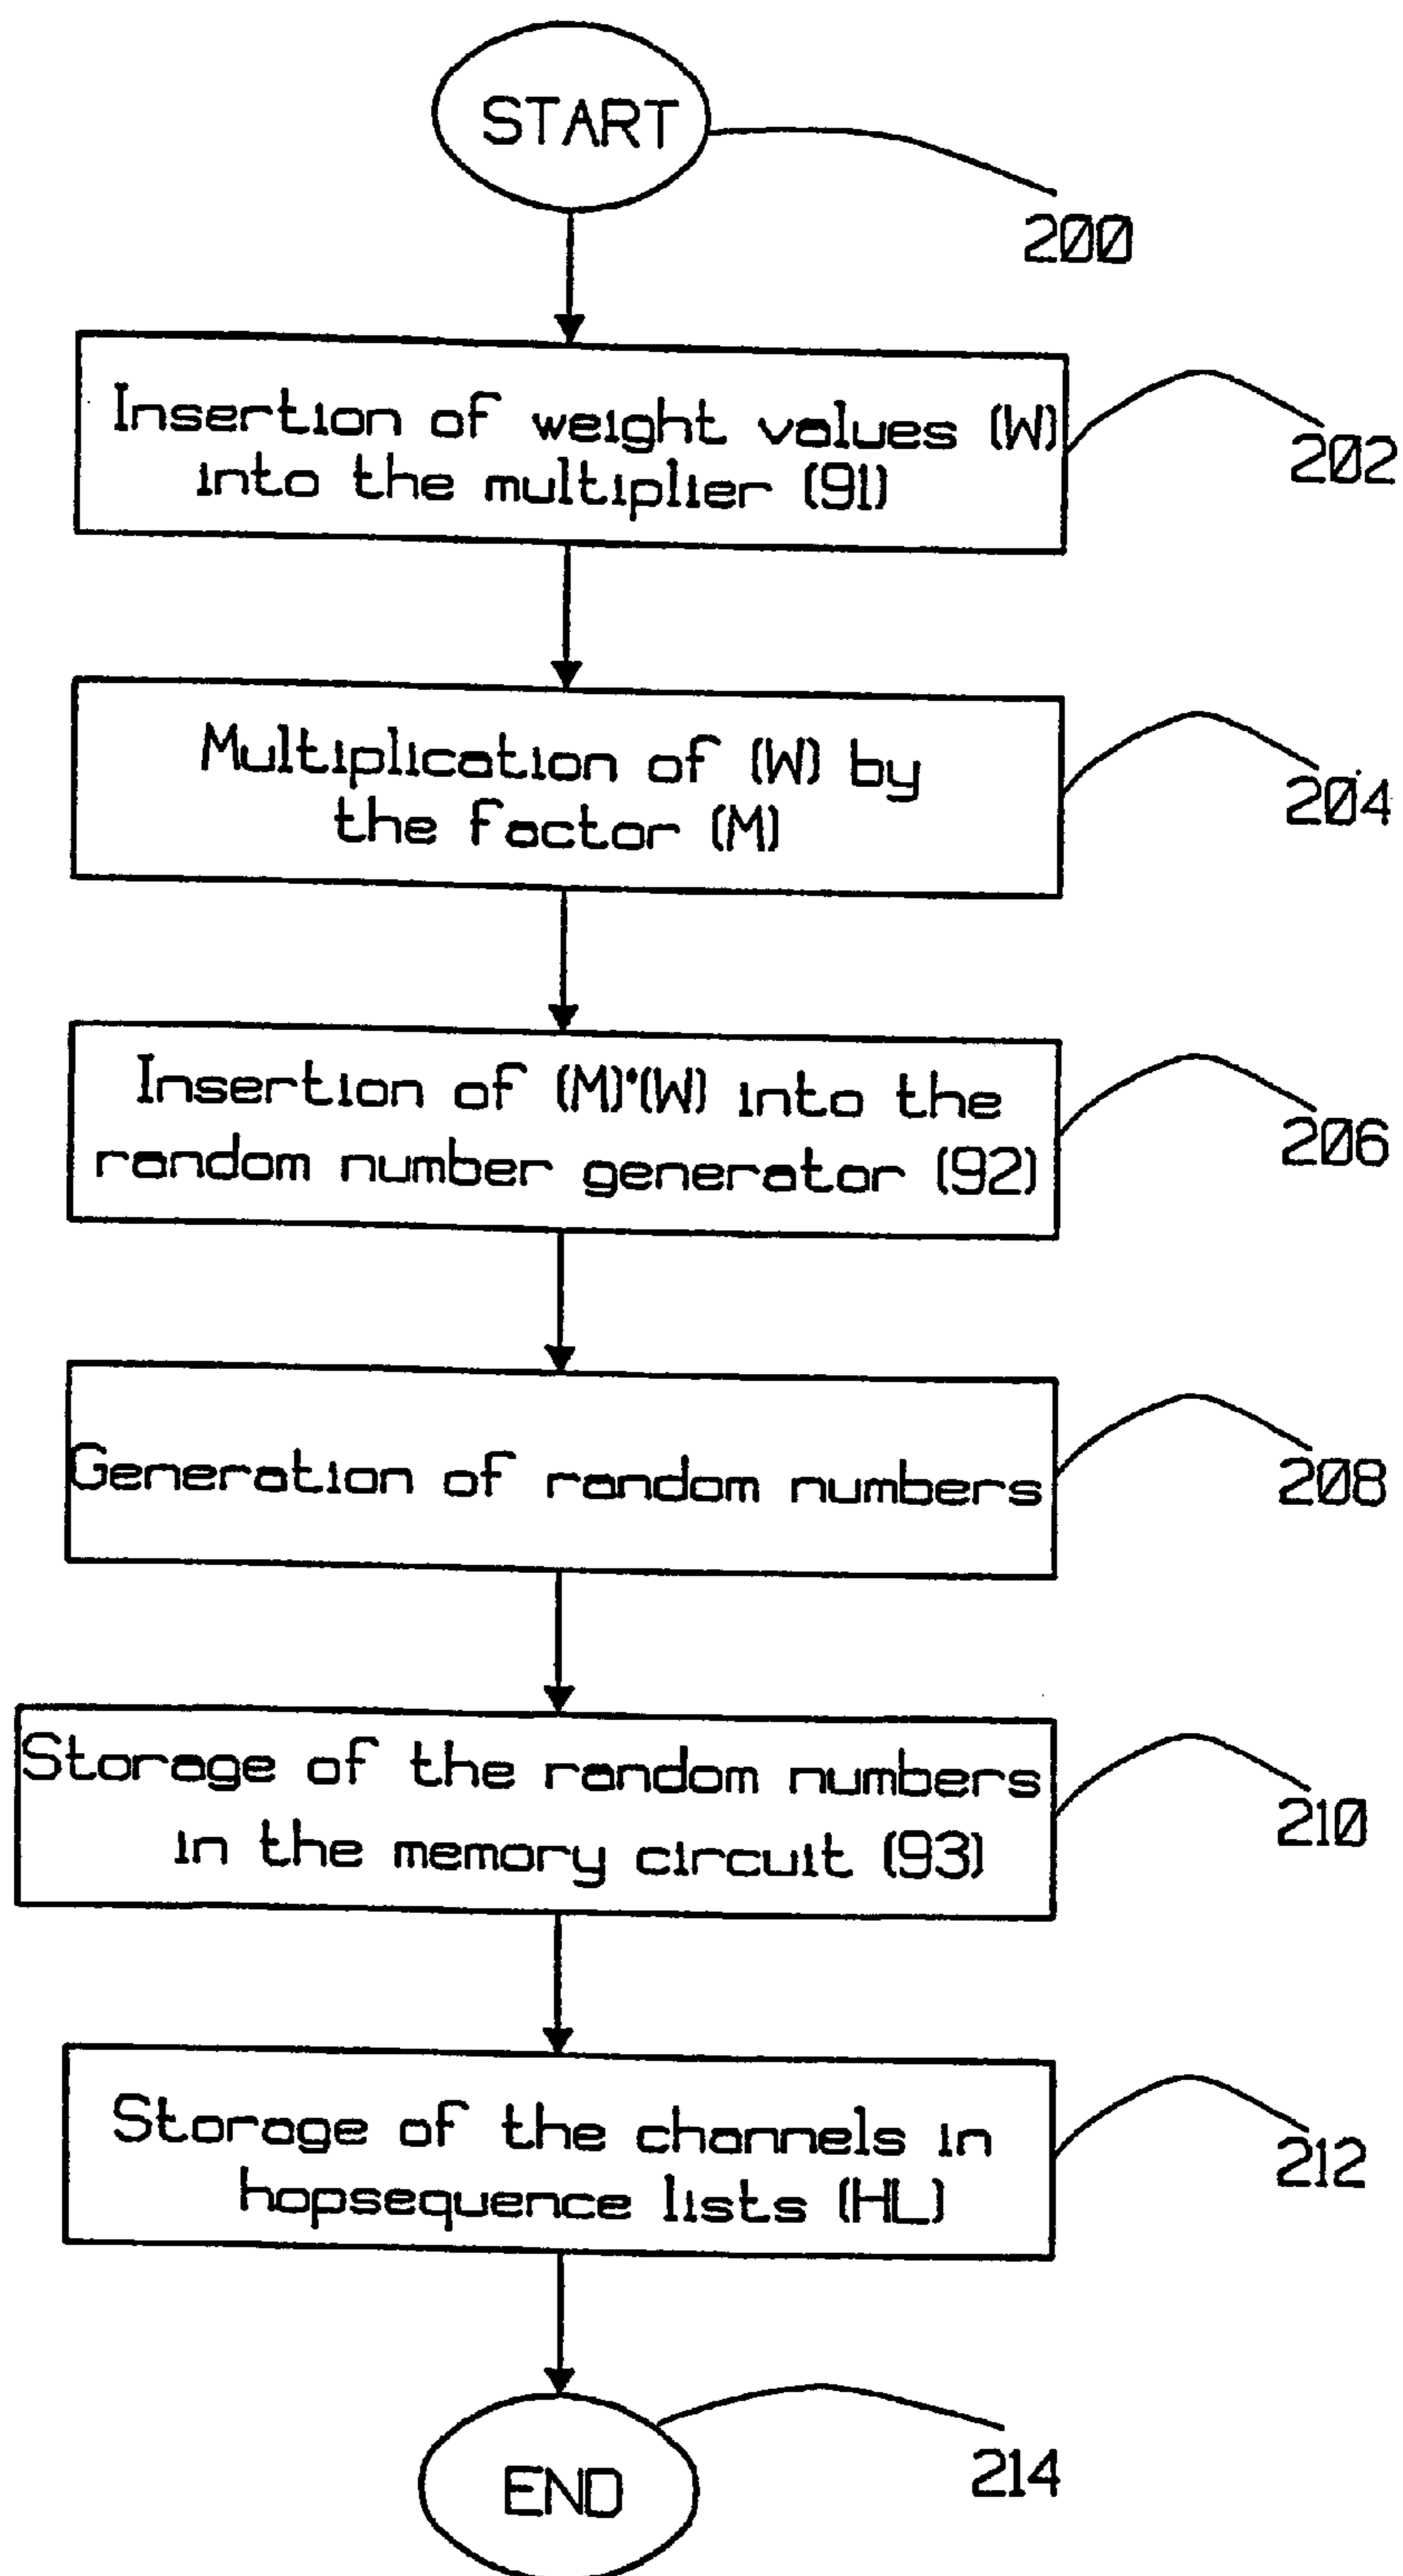 START
200
Insertion of weight values (W)
into the multiplier (91)
202
Multiplication of (W) by
the factor (M)
204
Insertion of (M)*(W) into the
random number generator (92)
206
Generation of random numbers
208
Storage of the random numbers
in the memory circuit (93)
210
Storage of the channels in
hopsequence lists (HL)
212
END
214